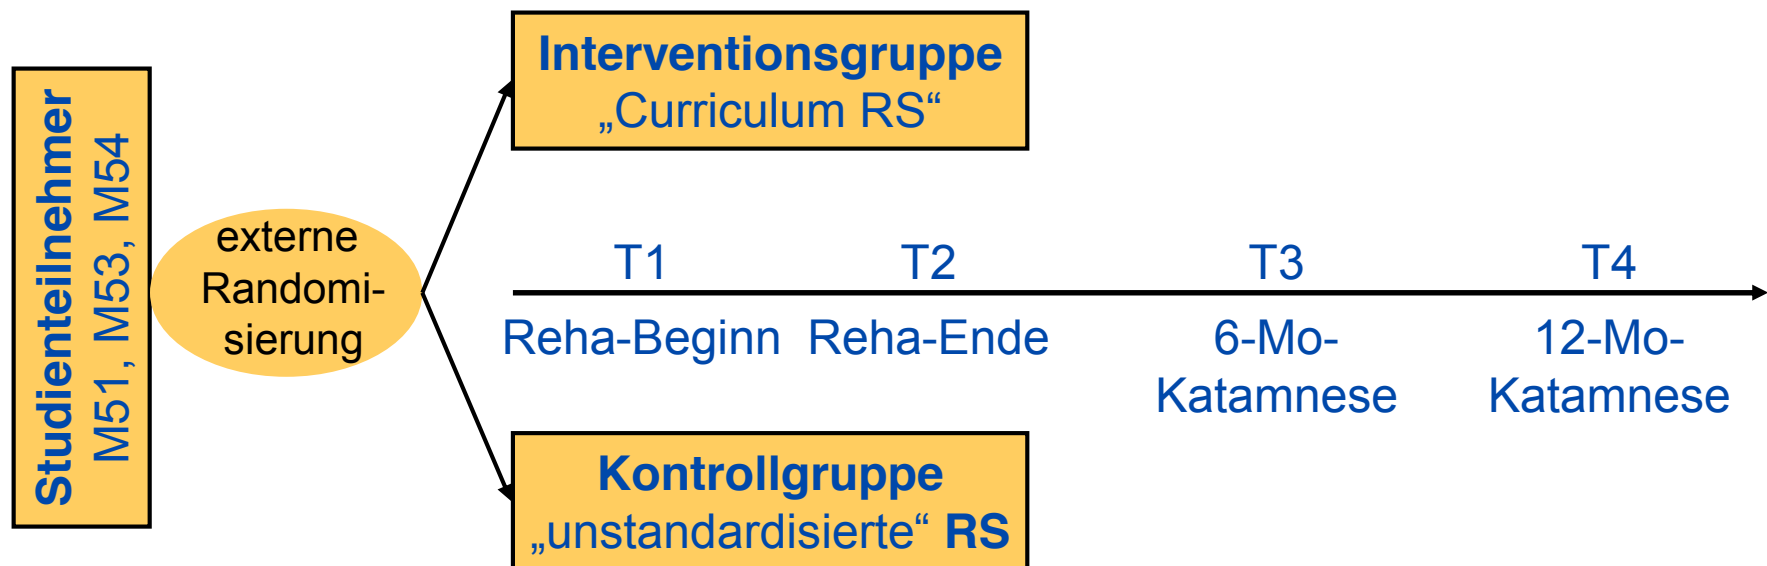 Studienteilnehmer
M51, M53, M54
externe
Randomi-
sierung
Interventionsgruppe
„Curriculum RS“
T1
T2
T3
T4
Reha-Beginn
Reha-Ende
6-Mo-
Katamnese
12-Mo-
Katamnese
Kontrollgruppe
„unstandardisierte“ RS